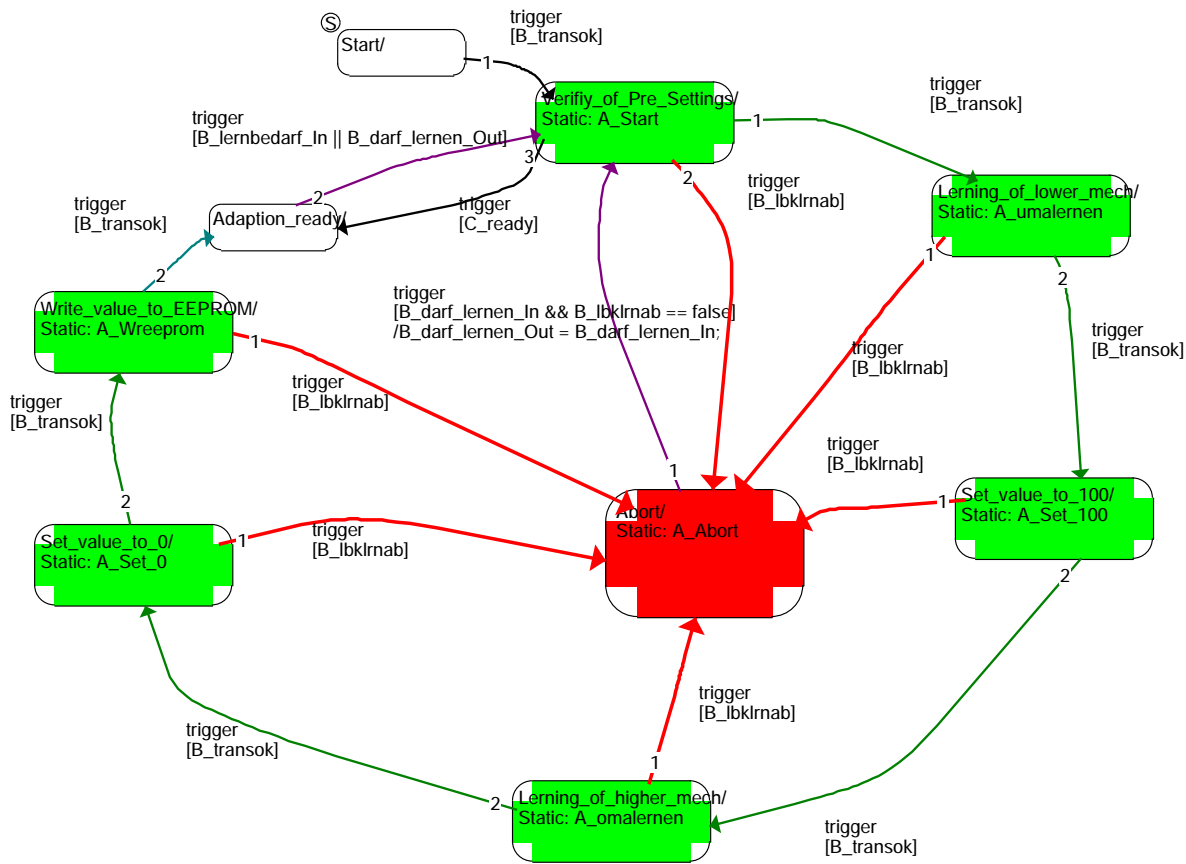 S
Start/
trigger
[B_transok]
1
Verifiy_of_Pre_Settings/
Static: A_Start
1
trigger
[B_transok]
trigger
[B_lernbedarf_In || B_darf_lernen_Out]
3
2
2
trigger
[B_lbklrnab]
Lerning_of_lower_mech/
Static: A_umalernen
trigger
[B_transok]
Adaption_ready/
trigger
[C_ready]
1
2
2
Write_value_to_EEPROM/
Static: A_Wreeprom
1
trigger
[B_darf_lernen_In && B_lbklrnab == false]
/B_darf_lernen_Out = B_darf_lernen_In;
trigger
[B_transok]
trigger
[B_lbklrnab]
trigger
[B_lbklrnab]
trigger
[B_transok]
trigger
[B_lbklrnab]
1
2
Set_value_to_0/
Static: A_Set_0
1
trigger
[B_lbklrnab]
Abort/
Static: A_Abort
1
Set_value_to_100/
Static: A_Set_100
2
trigger
[B_lbklrnab]
trigger
[B_transok]
1
2
Lerning_of_higher_mech/
Static: A_omalernen
trigger
[B_transok]